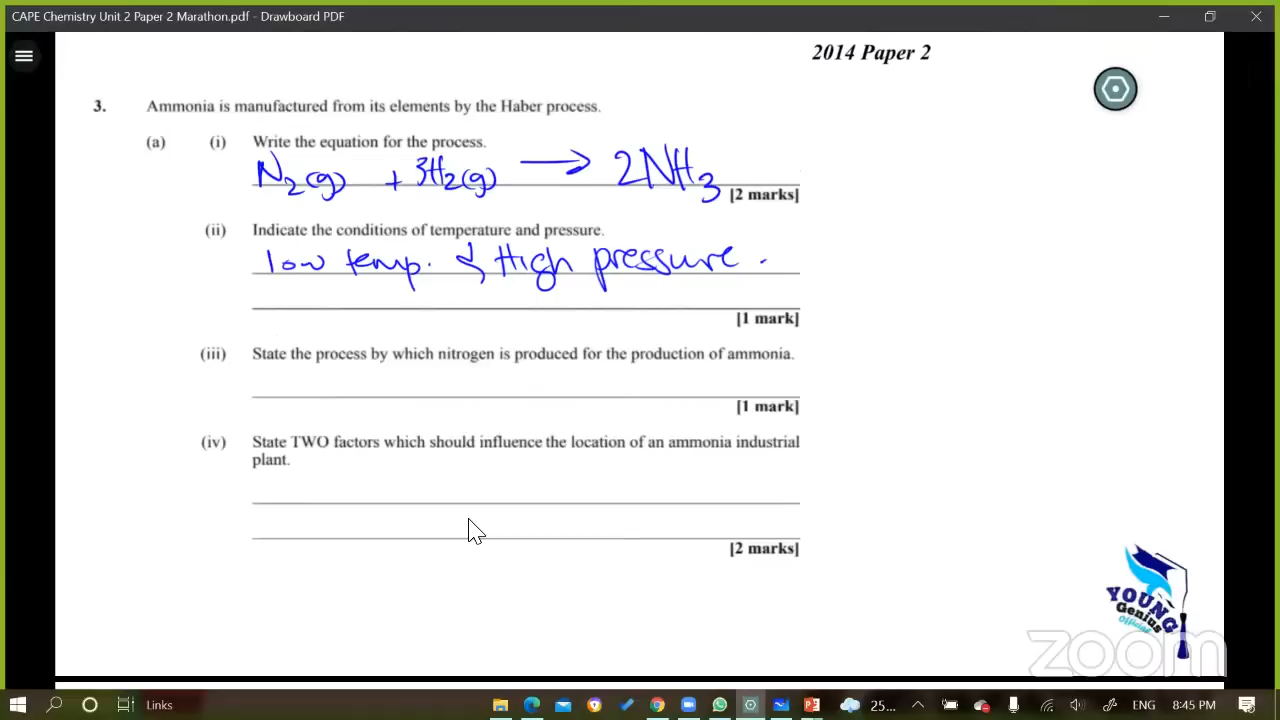 CAPE Chemistry Unit 2 Paper 2 Marathon.pdf - Drawboard PDF
2014 Paper 2
3. Ammonia is manufactured from its elements by the Haber process.
(a) (i) Write the equation for the process.
N2(g) + 3H2(g) → 2NH3
[2 marks]
(ii) Indicate the conditions of temperature and pressure.
low temp. & High pressure.
[1 mark]
(iii) State the process by which nitrogen is produced for the production of ammonia.
[1 mark]
(iv) State TWO factors which should influence the location of an ammonia industrial
plant.
[2 marks]
YOUNG
Genius
Official
zoom
Links
25...
ENG
8:45 PM